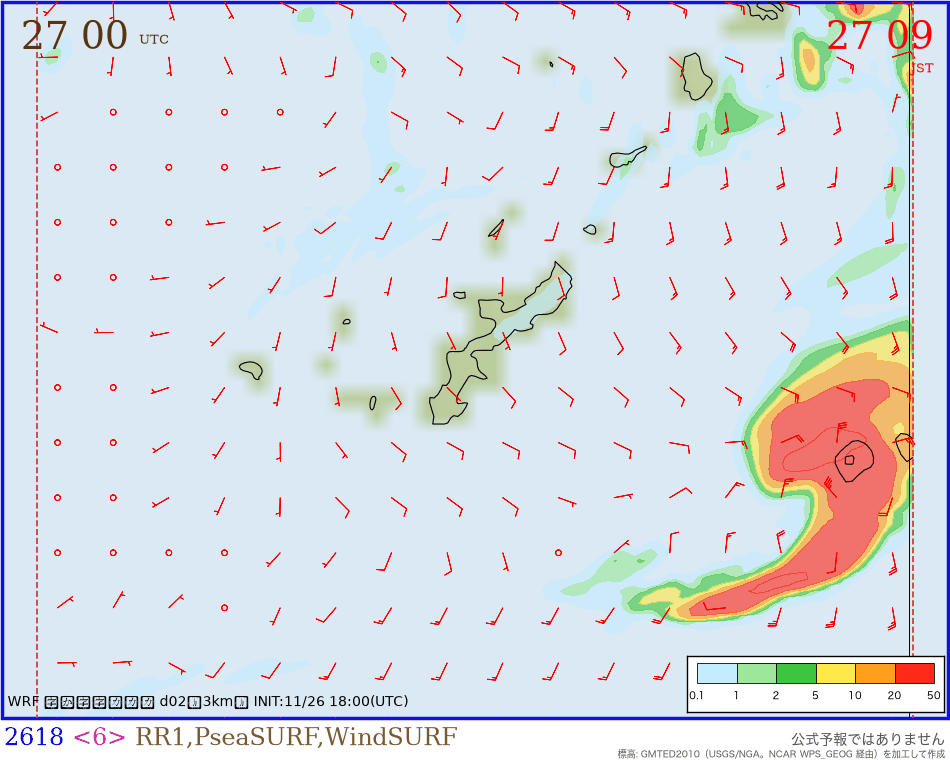 27 00 UTC
27 09
JST
0.1 1 2 5 10 20 50
WRF d02 3km INIT:11/26 18:00(UTC)
2618 <6> RR1,PseaSURF,WindSURF
公式予報ではありません
標高: GMTED2010（USGS/NGA。NCAR WPS_GEOG 経由）を加工して作成